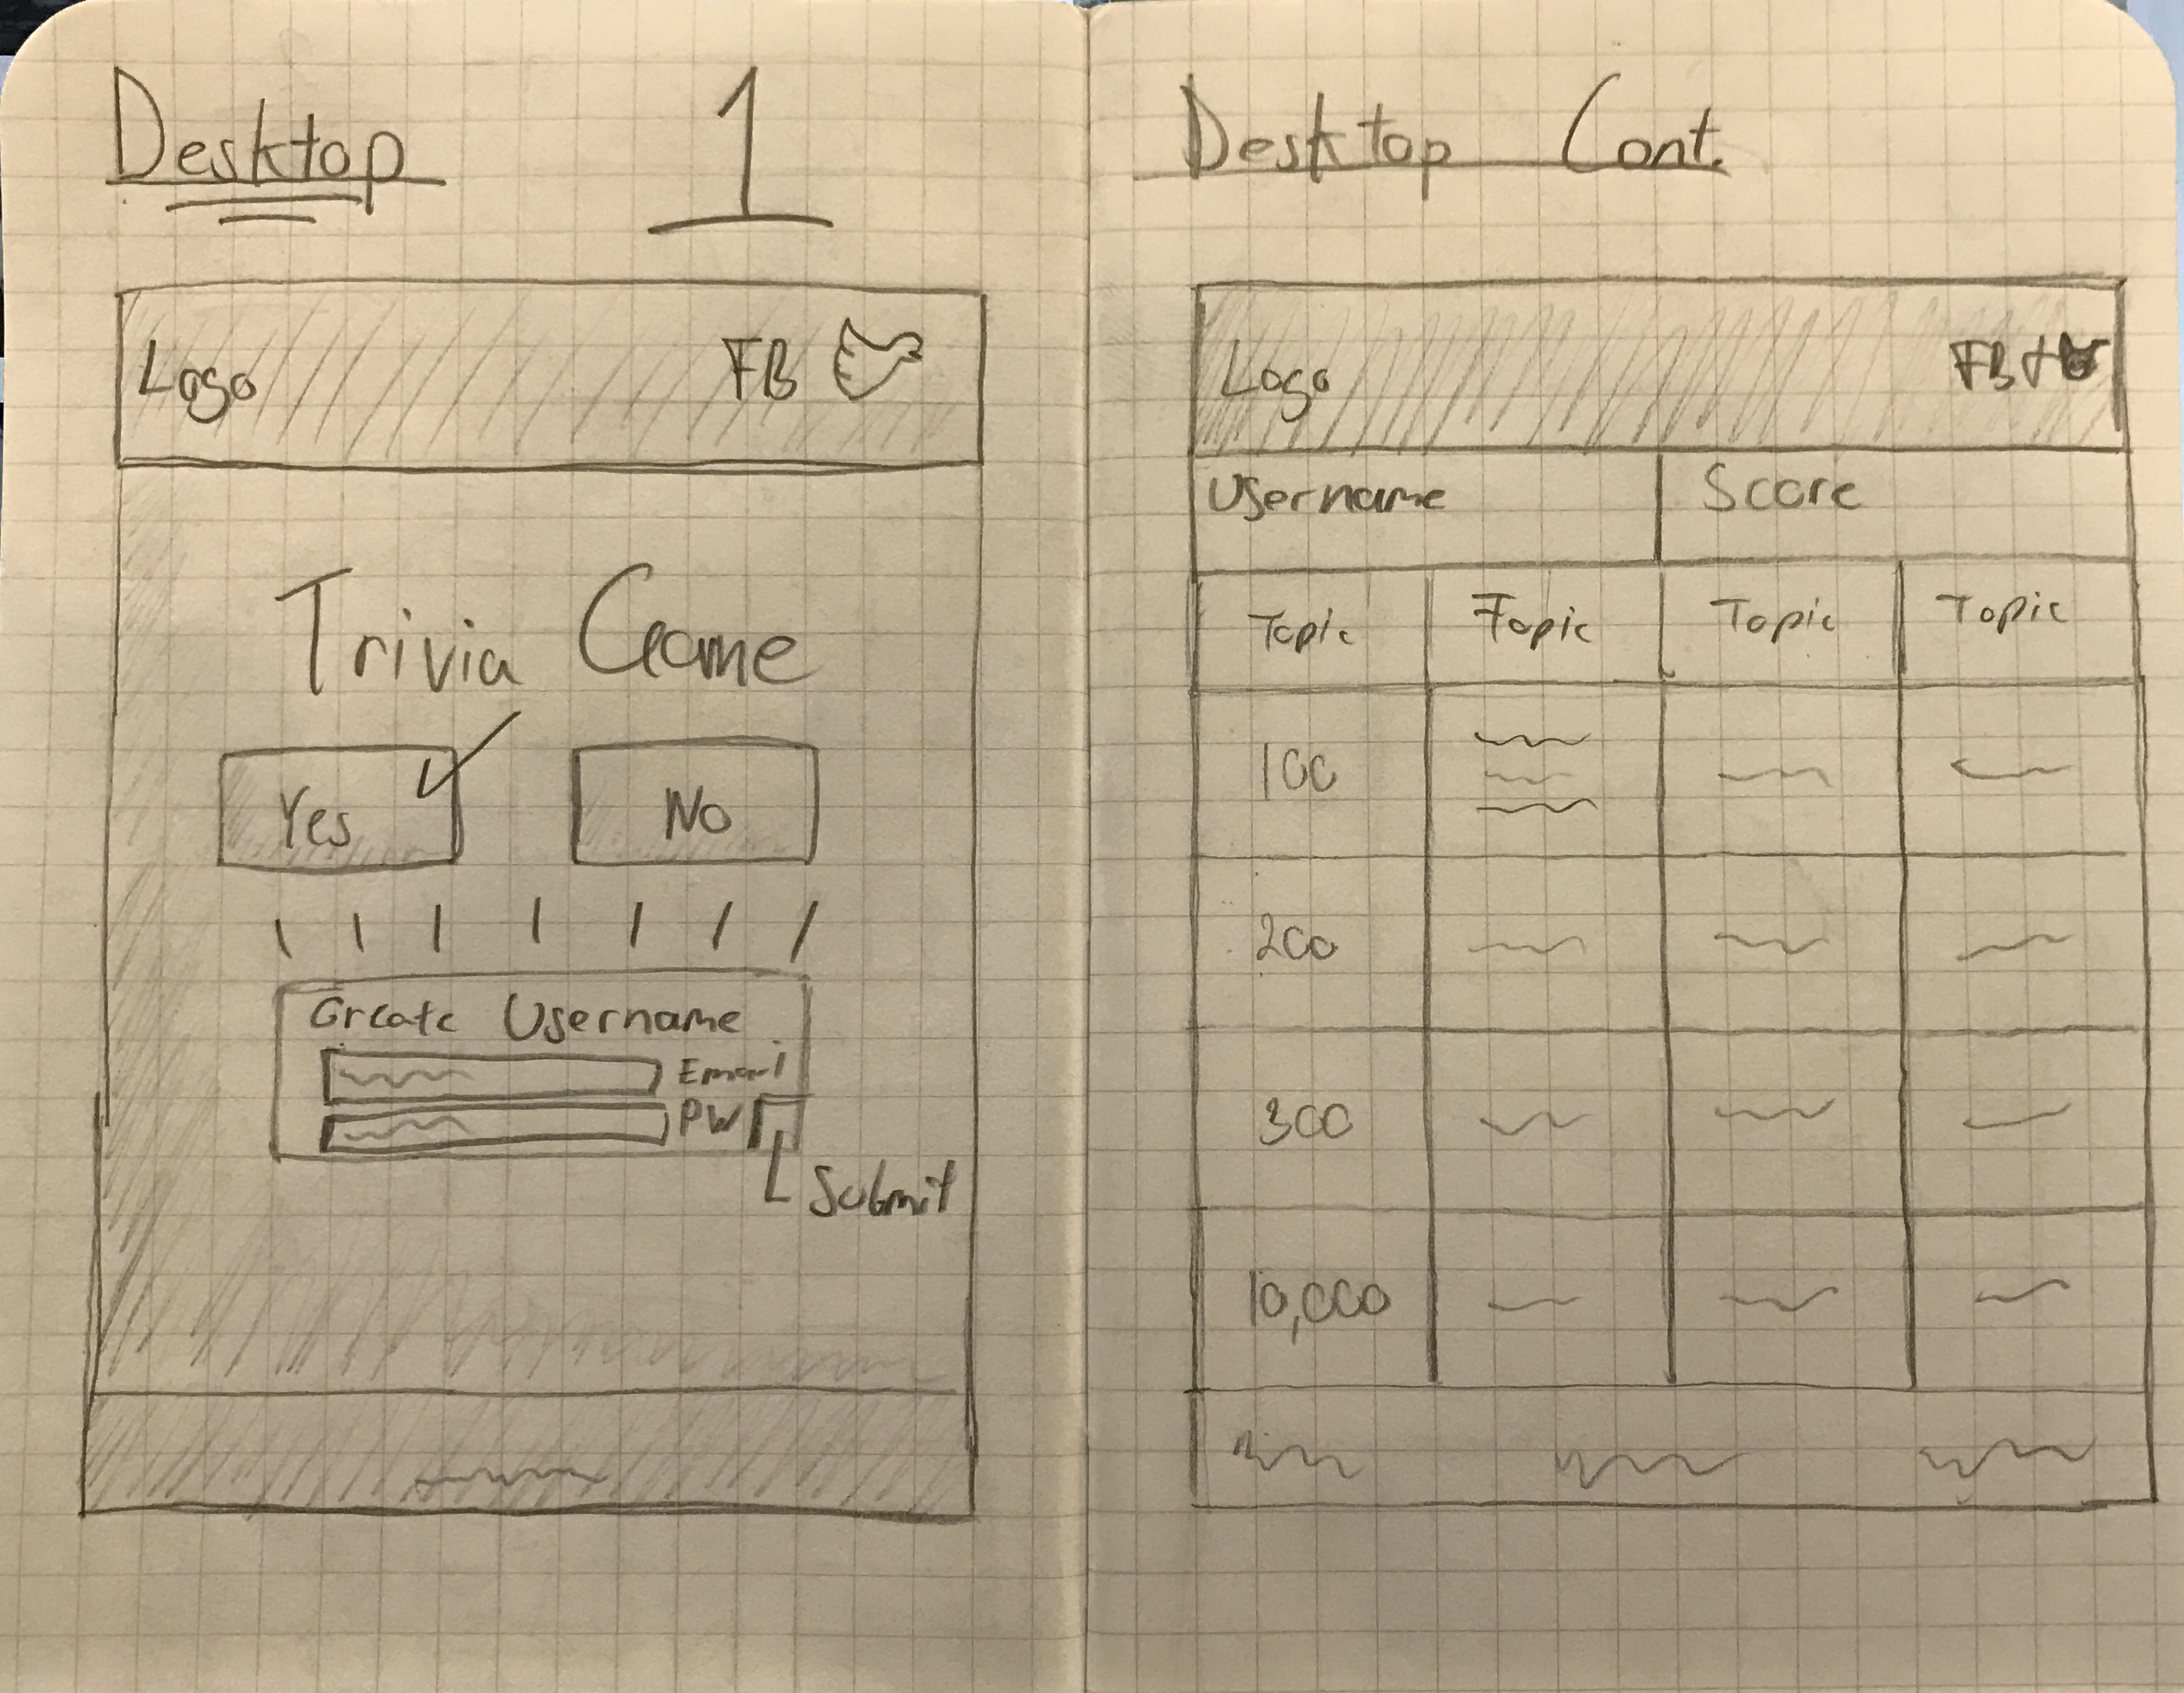 Desktop 1
Logo FB
Trivia Game
Yes No
Create Username
Email
PW
Submit
Desktop Cont.
Logo FB +
Username Score
Topic Topic Topic Topic
100
200
300
10,000